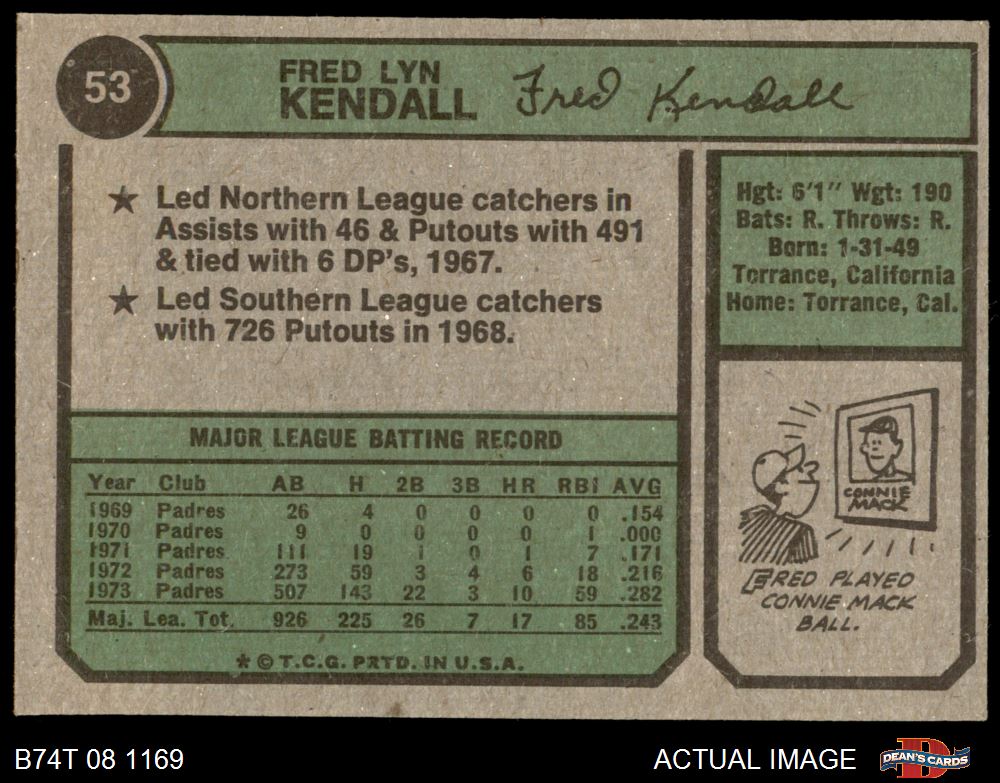 53
FRED LYN
KENDALL
Fred Kendall
★ Led Northern League catchers in
Assists with 46 & Putouts with 491
& tied with 6 DP's, 1967.
★ Led Southern League catchers
with 726 Putouts in 1968.
Hgt: 6'1" Wgt: 190
Bats: R. Throws: R.
Born: 1-31-49
Torrance, California
Home: Torrance, Cal.
MAJOR LEAGUE BATTING RECORD
Year Club AB H 2B 3B HR RBI AVG
1969 Padres 26 4 0 0 0 0 .154
1970 Padres 9 0 0 0 0 1 .000
1971 Padres 111 19 1 0 1 7 .171
1972 Padres 273 59 3 4 6 18 .216
1973 Padres 507 143 22 3 10 59 .282
Maj. Lea. Tot. 926 225 26 7 17 85 .243
* © T.C.G. PRTD. IN U.S.A.
CONNIE
MACK
FRED PLAYED
CONNIE MACK
BALL.
B74T 08 1169
ACTUAL IMAGE
DEAN'S CARDS